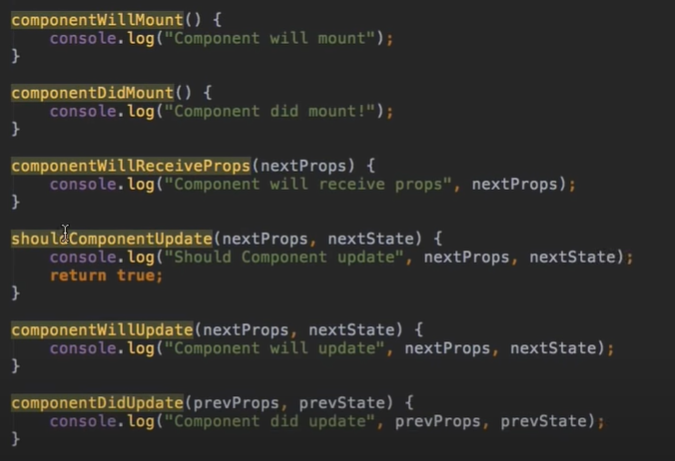 componentWillMount() {
    console.log("Component will mount");
}
componentDidMount() {
    console.log("Component did mount!");
}
componentWillReceiveProps(nextProps) {
    console.log("Component will receive props", nextProps);
}
shouldComponentUpdate(nextProps, nextState) {
    console.log("Should Component update", nextProps, nextState);
    return true;
}
componentWillUpdate(nextProps, nextState) {
    console.log("Component will update", nextProps, nextState);
}
componentDidUpdate(prevProps, prevState) {
    console.log("Component did update", prevProps, prevState);
}